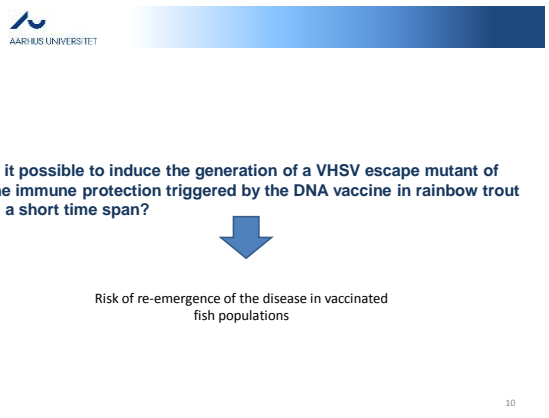 AARHUS UNIVERSITET
it possible to induce the generation of a VHSV escape mutant of
e immune protection triggered by the DNA vaccine in rainbow trout
a short time span?
Risk of re-emergence of the disease in vaccinated
fish populations
10